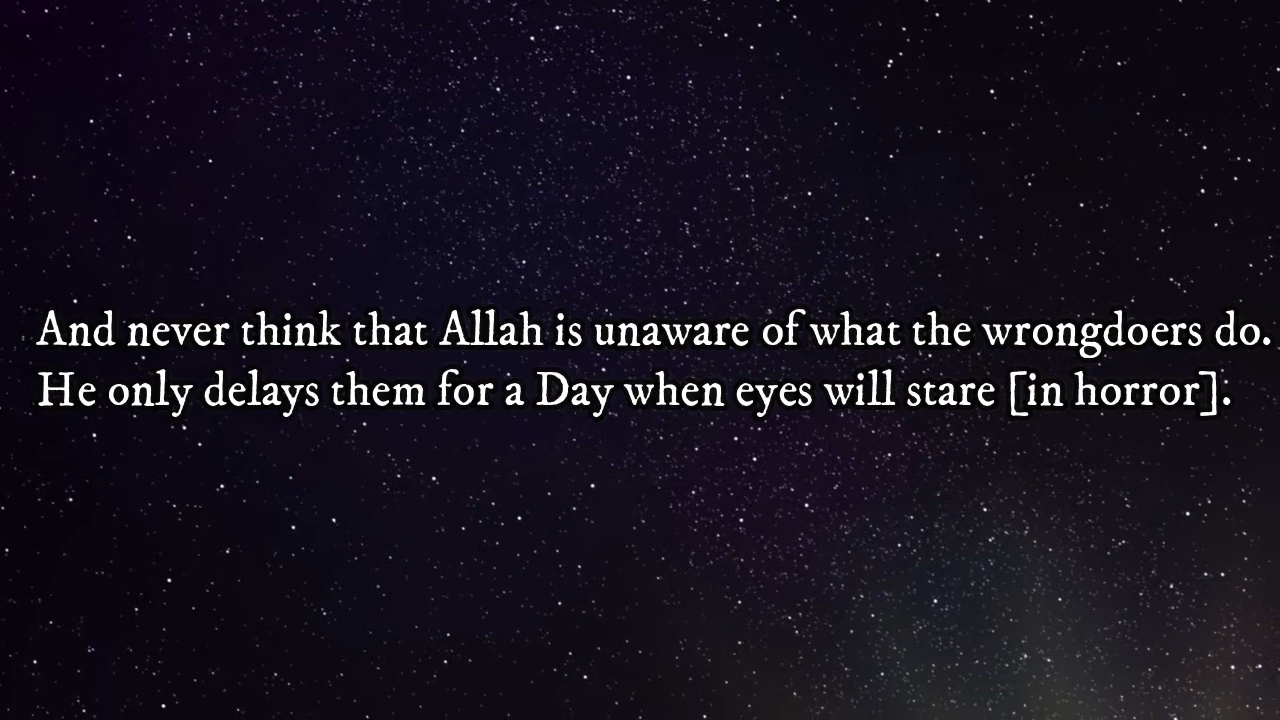 And never think that Allah is unaware of what the wrongdoers do.
He only delays them for a Day when eyes will stare [in horror].